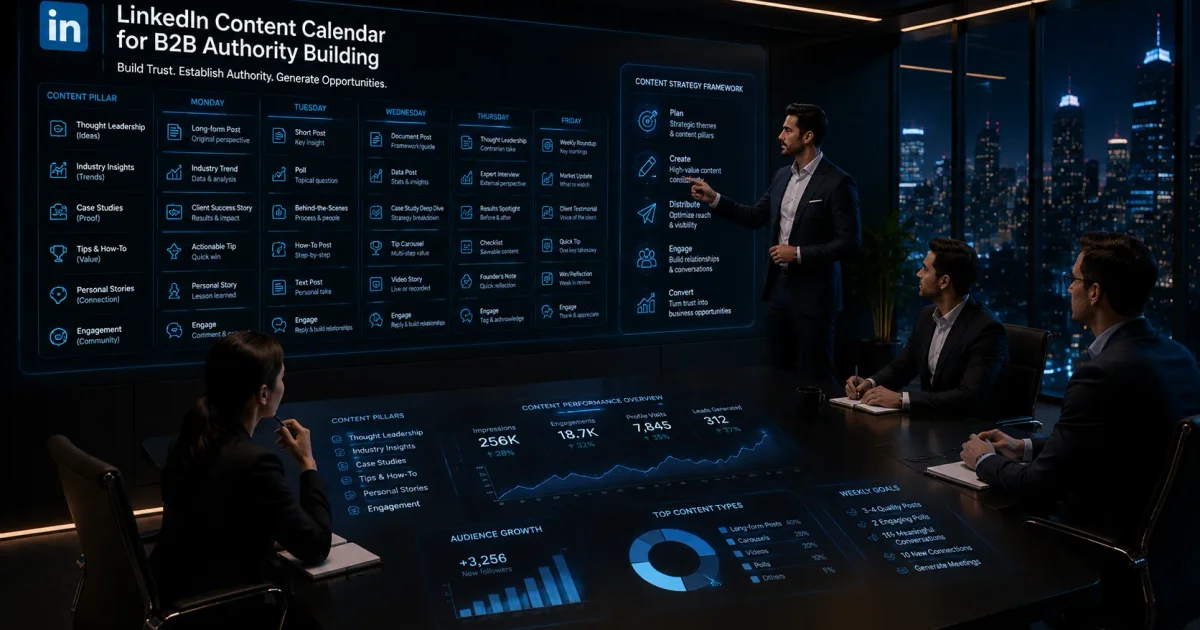 in
LinkedIn Content Calendar
for B2B Authority Building
Build Trust. Establish Authority. Generate Opportunities.
CONTENT PILLAR
MONDAY
TUESDAY
WEDNESDAY
THURSDAY
FRIDAY
Thought Leadership
(Ideas)
Long-form Post
Original perspective
Short Post
Key insight
Document Post
Framework/guide
Thought Leadership
Contrarian take
Weekly Roundup
Key learnings
Industry Insights
(Trends)
Industry Trend
Data & analysis
Poll
Topical question
Data Post
Stats & insights
Expert Interview
External perspective
Market Update
What to watch
Case Studies
(Proof)
Client Success Story
Results & impact
Behind-the-Scenes
Process & people
Case Study Deep Dive
Strategy breakdown
Results Spotlight
Before & after
Client Testimonial
Voice of the client
Tips & How-To
(Value)
Actionable Tip
Quick win
How-To Post
Step-by-step
Tip Carousel
Multi-step value
Checklist
Saveable content
Quick Tip
One key takeaway
Personal Stories
(Connection)
Personal Story
Lesson learned
Text Post
Personal take
Video Story
Live or recorded
Founder's Note
Quick reflection
Win/Reflection
Week in review
Engagement
(Community)
Engage
Comment &
Engage
Reply & build relationships
Engage
Reply & build relationships
Engage
Tag & acknowledge
Engage
Thank & appreciate
CONTENT STRATEGY FRAMEWORK
Plan
Strategic themes
& content pillars
Create
High-value content
Distribute
Optimize reach
& visibility
Engage
Build relationships
& conversations
Convert
Turn trust into
business opportunities
CONTENT PILLARS
Thought Leadership
Industry Insights
Case Studies
Tips & How-To
Personal Stories
Engagement
CONTENT PERFORMANCE OVERVIEW
Impressions
256K
↑ 28%
Engagements
18.7K
↑ 32%
Profile Visits
7,845
↑ 35%
Leads Generated
312
↑ 27%
AUDIENCE GROWTH
+3,256
New followers
TOP CONTENT TYPES
Long-form Posts 40%
Carousels
Videos 20%
Polls 10%
Others
WEEKLY GOALS
3-4 Quality Posts
2 Engaging Polls
Meaningful
Conversations
10 New Connections
Generate Meetings